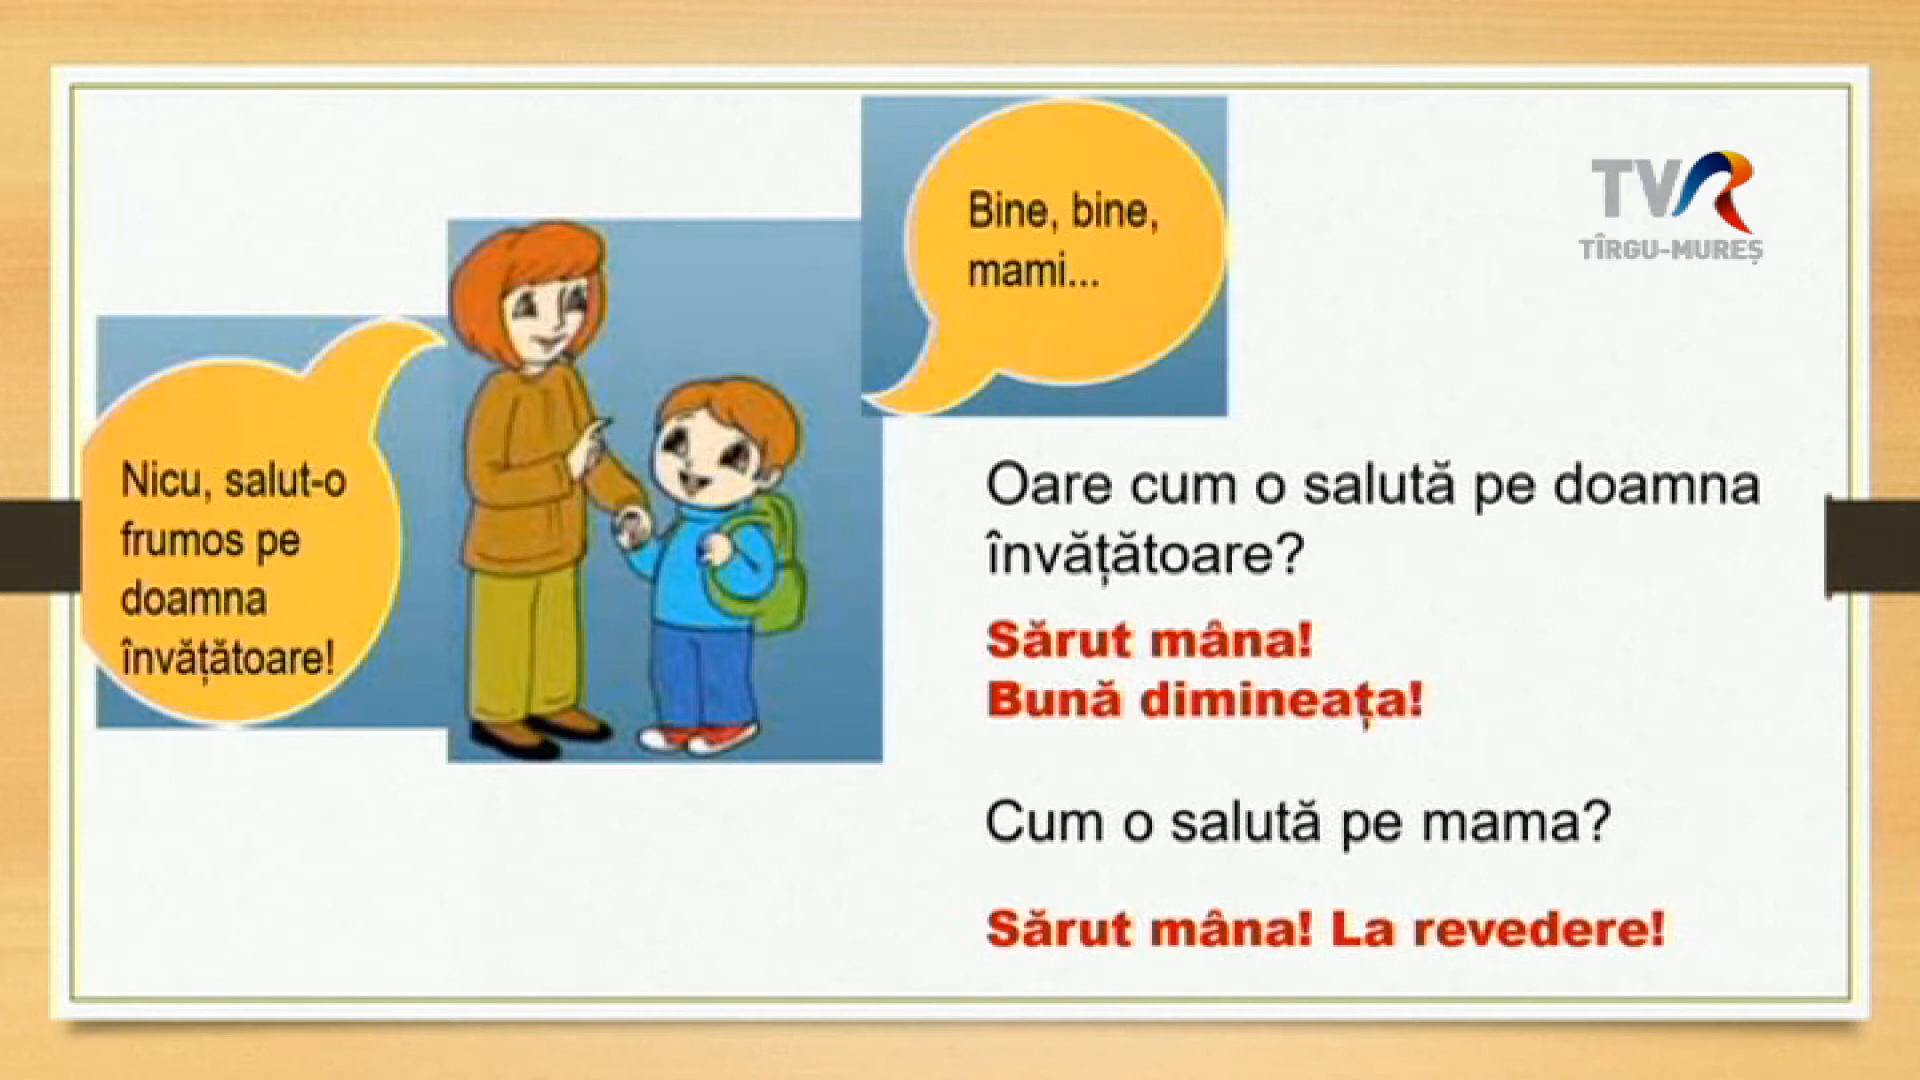 Nicu, salut-o
frumos pe
doamna
învățătoare!
Bine, bine,
mami...
TVR
TÎRGU-MUREȘ
Oare cum o salută pe doamna
învățătoare?
Sărut mâna!
Bună dimineața!
Cum o salută pe mama?
Sărut mâna! La revedere!